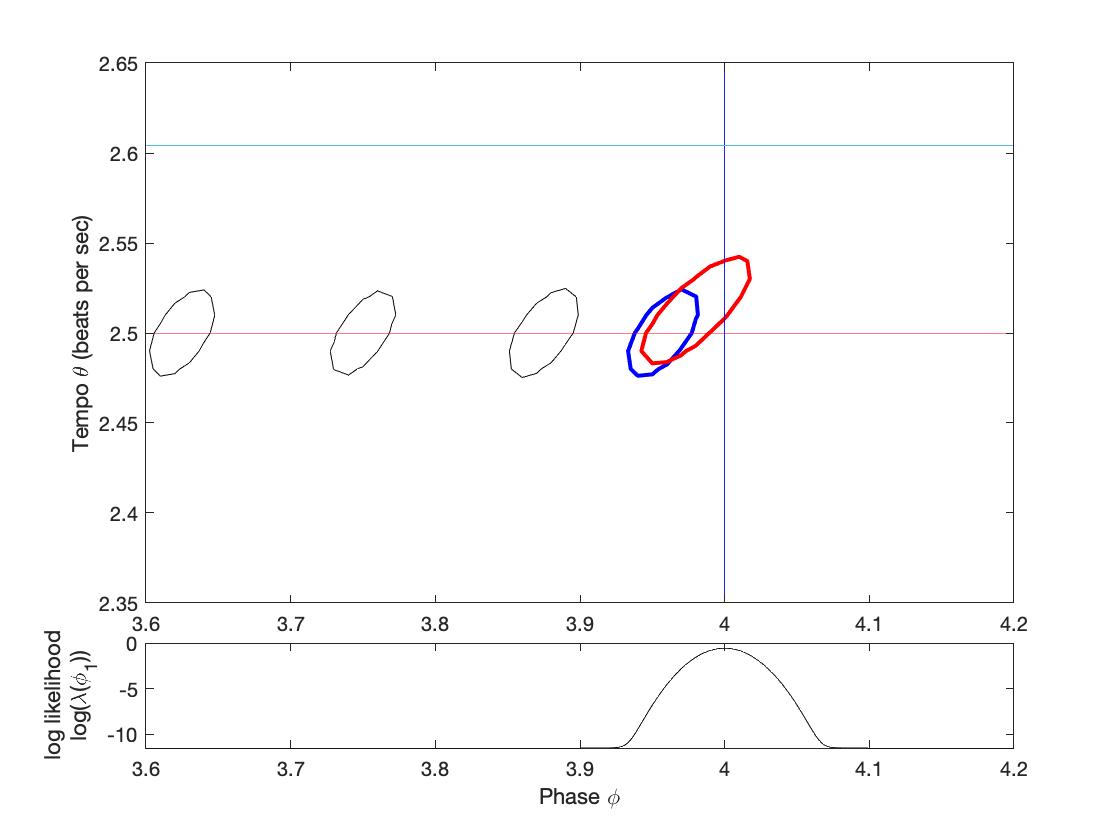 2.65
2.6
2.55
2.5
2.45
2.4
2.35
Tempo θ (beats per sec)
3.6 3.7 3.8 3.9 4 4.1 4.2
0
-5
-10
log likelihood
log(λ(ϕ₁))
3.6 3.7 3.8 3.9 4 4.1 4.2
Phase ϕ